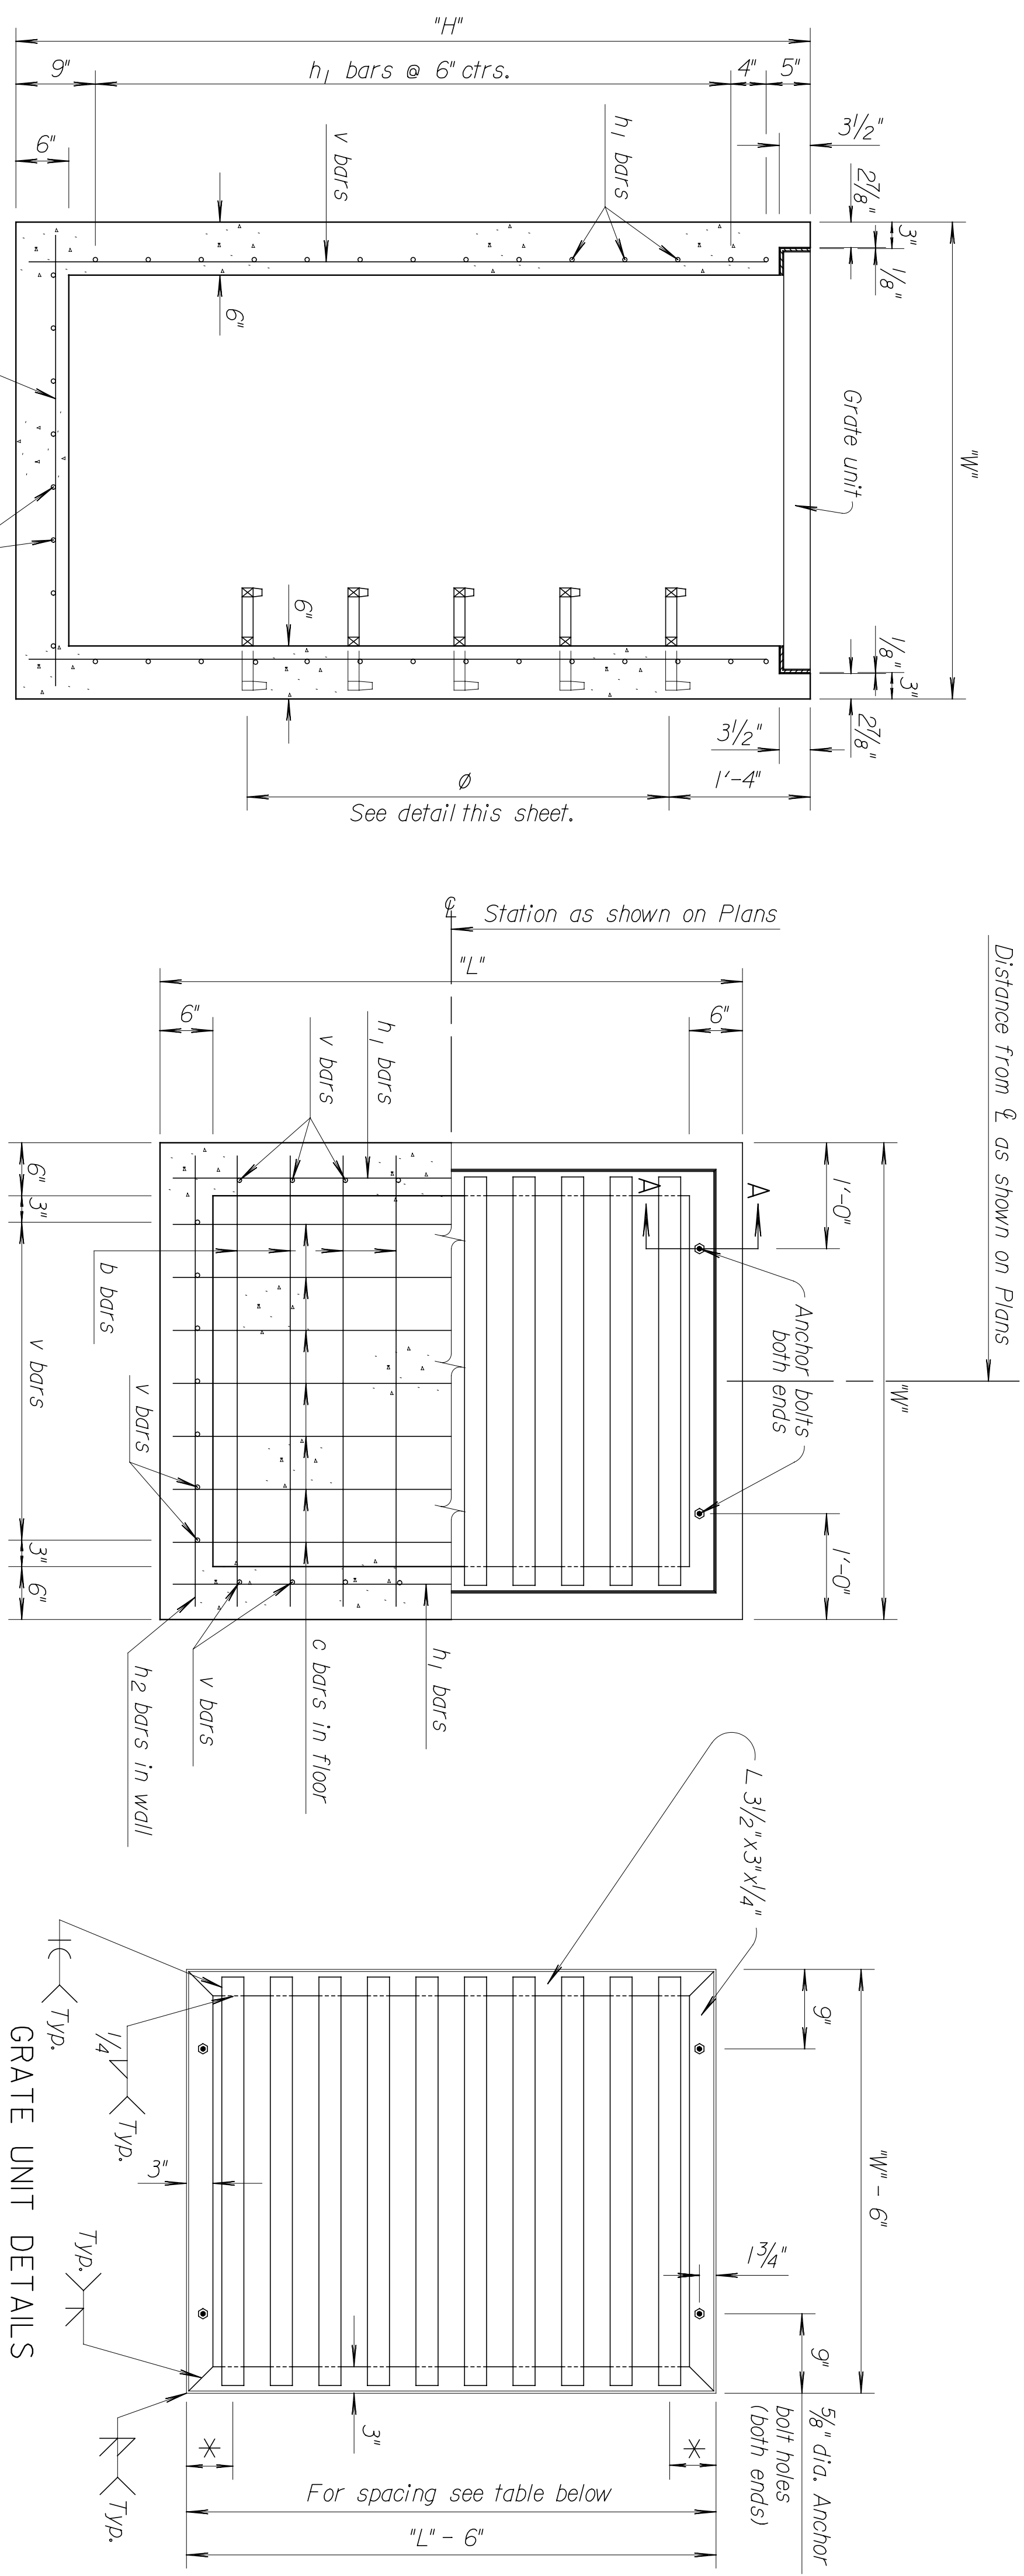 "H"
9"
h1 bars @ 6" ctrs.
4"
5"
6"
v bars
h1 bars
3½"
2⅞"
3"
⅛"
6"
Grate unit
"W"
6"
⅛"
3"
2⅞"
3½"
1'-4"
ø
See detail this sheet.
℄ Station as shown on Plans
Distance from ℄ as shown on Plans
"L"
6"
6"
h1 bars
v bars
A
A
1'-0"
Anchor bolts
both ends
"W"
1'-0"
6"
3"
b bars
v bars
v bars
3"
6"
h1 bars
c bars in floor
v bars
h2 bars in wall
L 3½"x3"x¼"
9"
"W" - 6"
1¾"
9"
⅝" dia. Anchor
bolt holes
(both ends)
Typ.
¼
Typ.
3"
Typ.
Typ.
3"
*
*
For spacing see table below
"L" - 6"
GRATE UNIT DETAILS